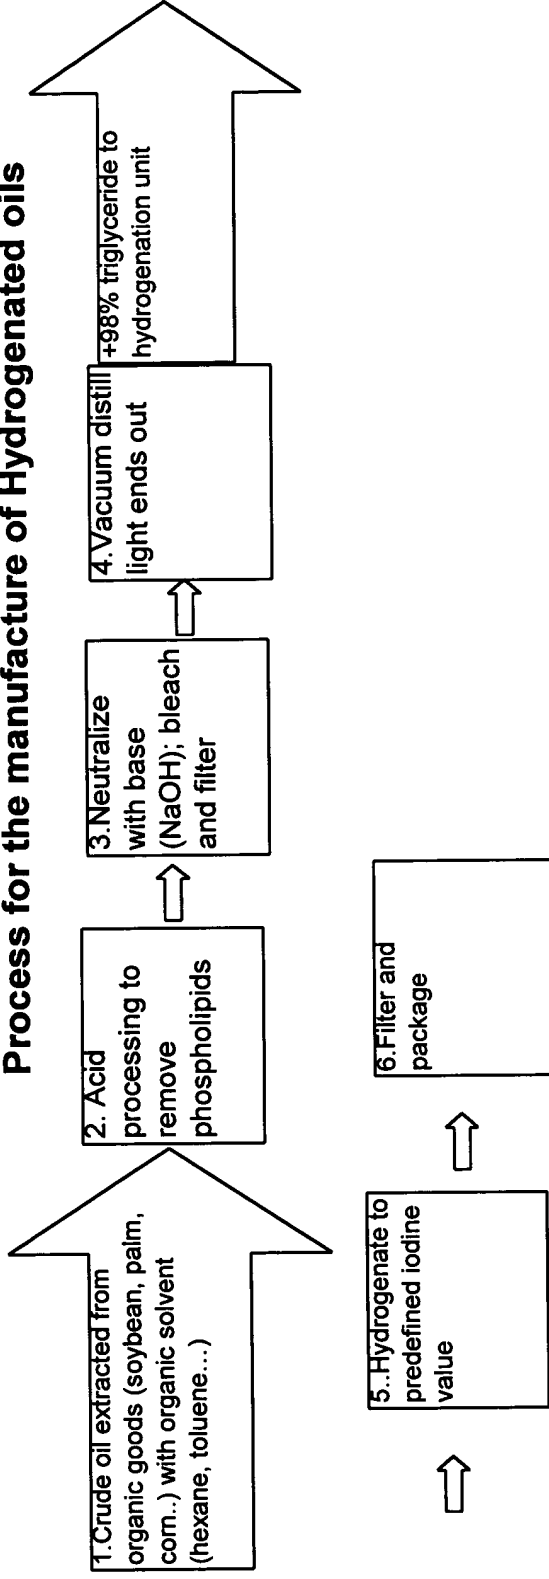 Process for the manufacture of Hydrogenated oils
1.Crude oil extracted from
organic goods (soybean, palm,
corn..) with organic solvent
(hexane, toluene...)
2. Acid
processing to
remove
phospholipids
3.Neutralize
with base
(NaOH); bleach
and filter
4.Vacuum distill
light ends out
+98% triglyceride to
hydrogenation unit
5..Hydrogenate to
predefined iodine
value
6.Filter and
package